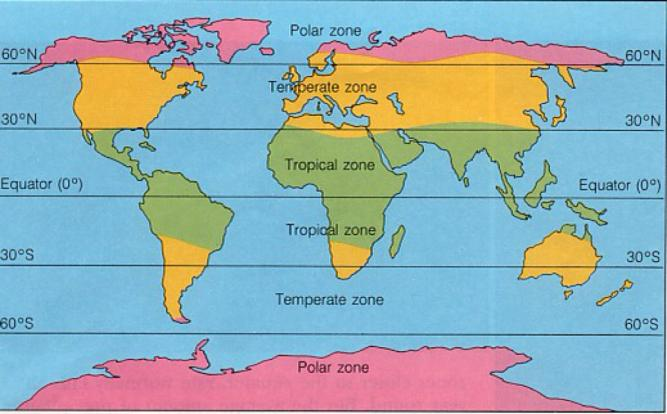 Polar zone
60°N
60°N
Temperate zone
30°N
30°N
Tropical zone
Equator (0°)
Equator (0°)
Tropical zone
30°S
30°S
Temperate zone
60°S
60°S
Polar zone